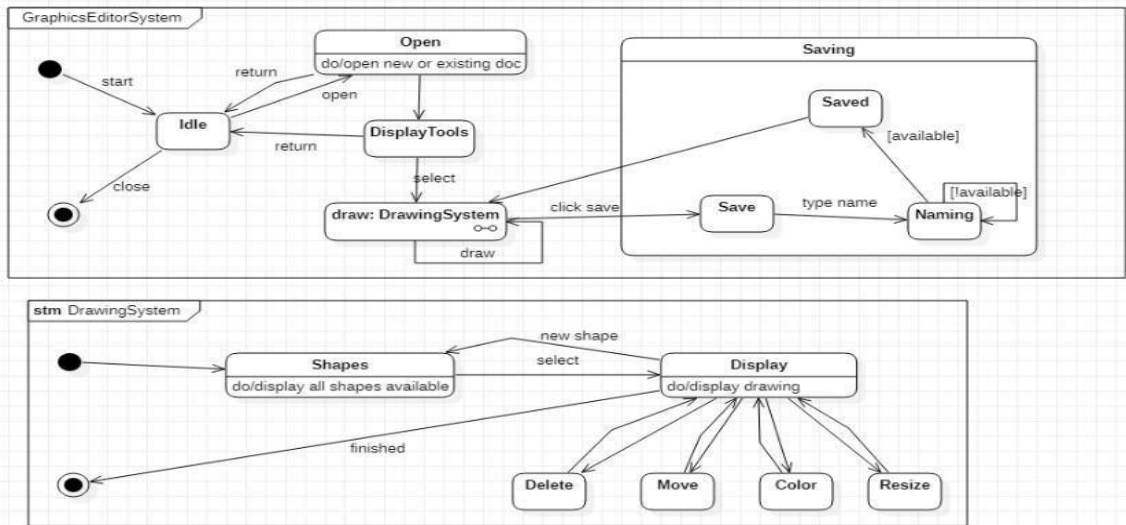 GraphicsEditorSystem
Open
do/open new or existing doc
Saving
return
start
open
Saved
Idle
DisplayTools
[available]
return
close
select
[!available]
draw: DrawingSystem
click save
Save
type name
Naming
draw
stm DrawingSystem
new shape
Shapes
select
Display
do/display all shapes available
do/display drawing
finished
Delete
Move
Color
Resize